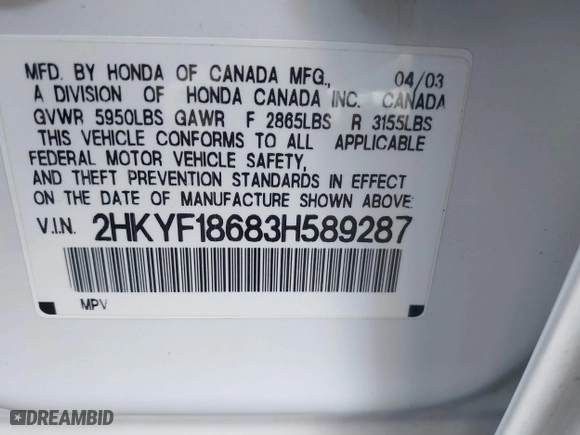 MFD. BY HONDA OF CANADA MFG., 04/03
A DIVISION OF HONDA CANADA INC. CANADA
GVWR 5950LBS GAWR F 2865LBS R 3155LBS
THIS VEHICLE CONFORMS TO ALL APPLICABLE
FEDERAL MOTOR VEHICLE SAFETY,
AND THEFT PREVENTION STANDARDS IN EFFECT
ON THE DATE OF MANUFACTURE SHOWN ABOVE.
V.I.N. 2HKYF18683H589287
MPV
DREAMBID